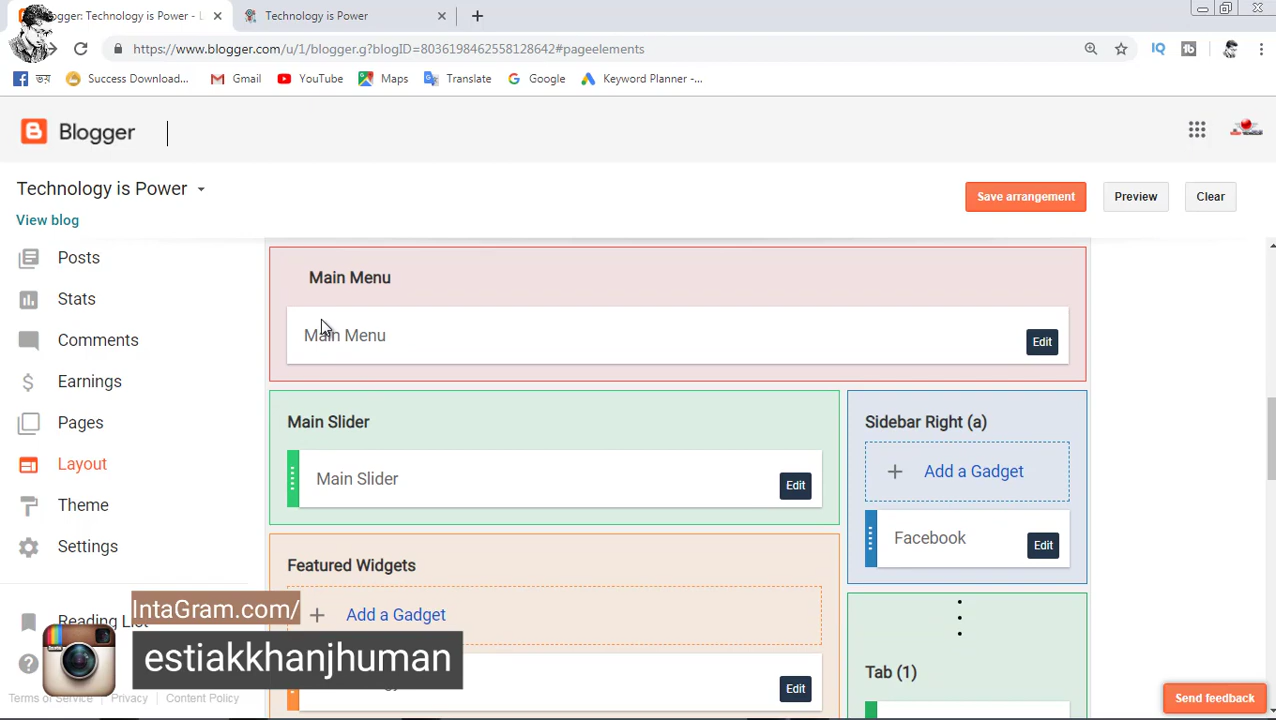 logger: Technology is Power - L
Technology is Power
https://www.blogger.com/u/1/blogger.g?blogID=8036198462558128642#pageelements
ভয়
Success Download...
Gmail
YouTube
Maps
Translate
Google
Keyword Planner -...
Blogger
Technology is Power
View blog
Save arrangement
Preview
Clear
Posts
Stats
Comments
Earnings
Pages
Layout
Theme
Settings
Reading List
Terms of Service
Privacy
Content Policy
Main Menu
Main Menu
Edit
Main Slider
Main Slider
Edit
Sidebar Right (a)
Add a Gadget
Facebook
Edit
Featured Widgets
Add a Gadget
Edit
Tab (1)
IntaGram.com/
estiakkhanjhuman
Send feedback